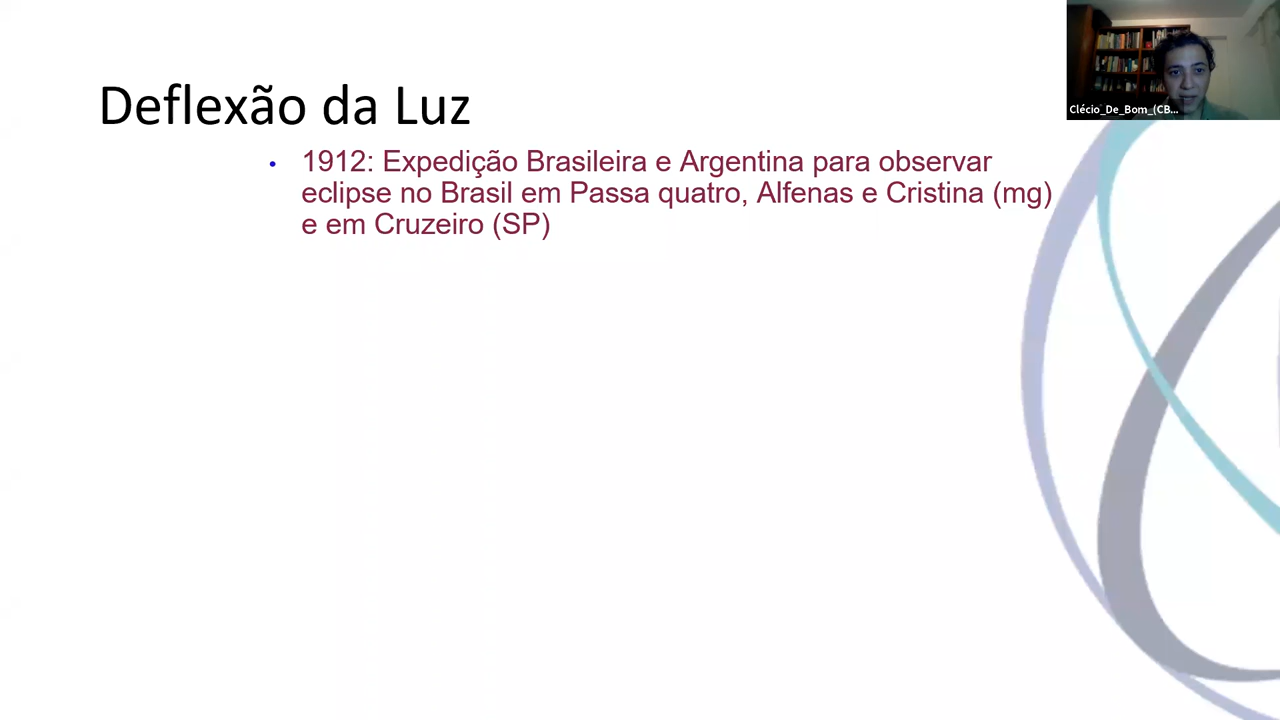 Clécio_De_Bom_(CB...
Deflexão da Luz
• 1912: Expedição Brasileira e Argentina para observar
eclipse no Brasil em Passa quatro, Alfenas e Cristina (mg)
e em Cruzeiro (SP)